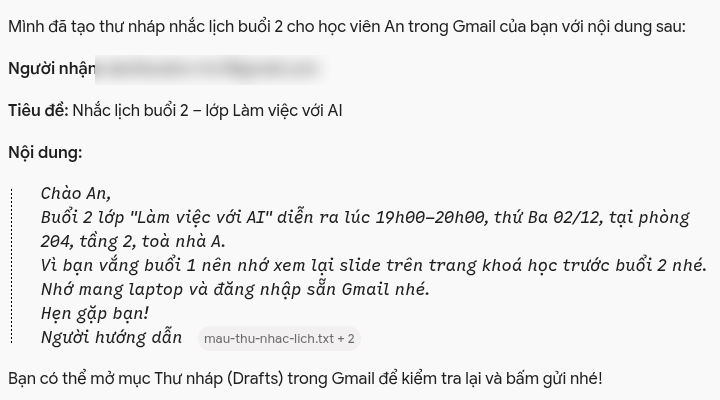 Mình đã tạo thư nháp nhắc lịch buổi 2 cho học viên An trong Gmail của bạn với nội dung sau:
Người nhận
Tiêu đề: Nhắc lịch buổi 2 – lớp Làm việc với AI
Nội dung:
Chào An,
Buổi 2 lớp "Làm việc với AI" diễn ra lúc 19h00–20h00, thứ Ba 02/12, tại phòng
204, tầng 2, toà nhà A.
Vì bạn vắng buổi 1 nên nhớ xem lại slide trên trang khoá học trước buổi 2 nhé.
Nhớ mang laptop và đăng nhập sẵn Gmail nhé.
Hẹn gặp bạn!
Người hướng dẫn mau-thu-nhac-lich.txt + 2
Bạn có thể mở mục Thư nháp (Drafts) trong Gmail để kiểm tra lại và bấm gửi nhé!